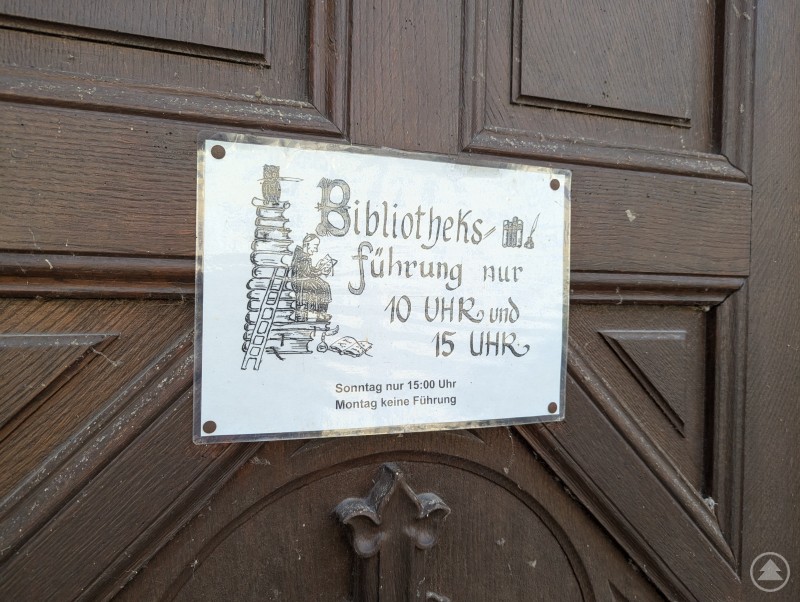 Bibliotheks-
führung nur
10 UHR und
15 UHR.
Sonntag nur 15:00 Uhr
Montag keine Führung